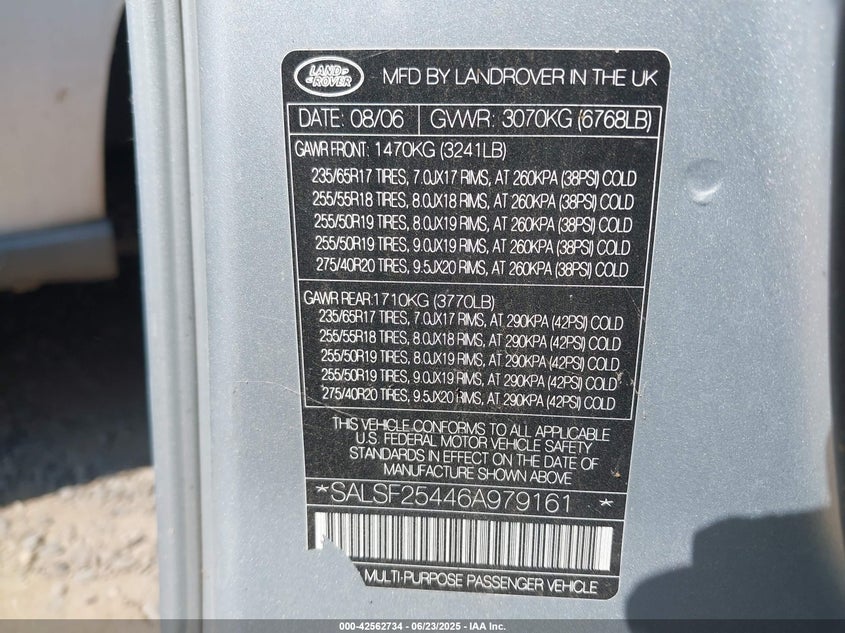 LAND ROVER
MFD BY LANDROVER IN THE UK
DATE: 08/06 GVWR: 3070KG (6768LB)
GAWR FRONT: 1470KG (3241LB)
235/65R17 TIRES, 7.0JX17 RIMS, AT 260KPA (38PSI) COLD
255/55R18 TIRES, 8.0JX18 RIMS, AT 260KPA (38PSI) COLD
255/50R19 TIRES, 8.0JX19 RIMS, AT 260KPA (38PSI) COLD
255/50R19 TIRES, 9.0JX19 RIMS, AT 260KPA (38PSI) COLD
275/40R20 TIRES, 9.5JX20 RIMS, AT 260KPA (38PSI) COLD
GAWR REAR:1710KG (3770LB)
235/65R17 TIRES, 7.0JX17 RIMS, AT 290KPA (42PSI) COLD
255/55R18 TIRES, 8.0JX18 RIMS, AT 290KPA (42PSI) COLD
255/50R19 TIRES, 8.0JX19 RIMS, AT 290KPA (42PSI) COLD
255/50R19 TIRES, 9.0JX19 RIMS, AT 290KPA (42PSI) COLD
275/40R20 TIRES, 9.5JX20 RIMS, AT 290KPA (42PSI) COLD
THIS VEHICLE CONFORMS TO ALL APPLICABLE
U.S. FEDERAL MOTOR VEHICLE SAFETY
STANDARDS IN EFFECT ON THE DATE OF
MANUFACTURE SHOWN ABOVE
*SALSF25446A979161 *
MULTI-PURPOSE PASSENGER VEHICLE
000-42562734 - 06/23/2025 - IAA Inc.